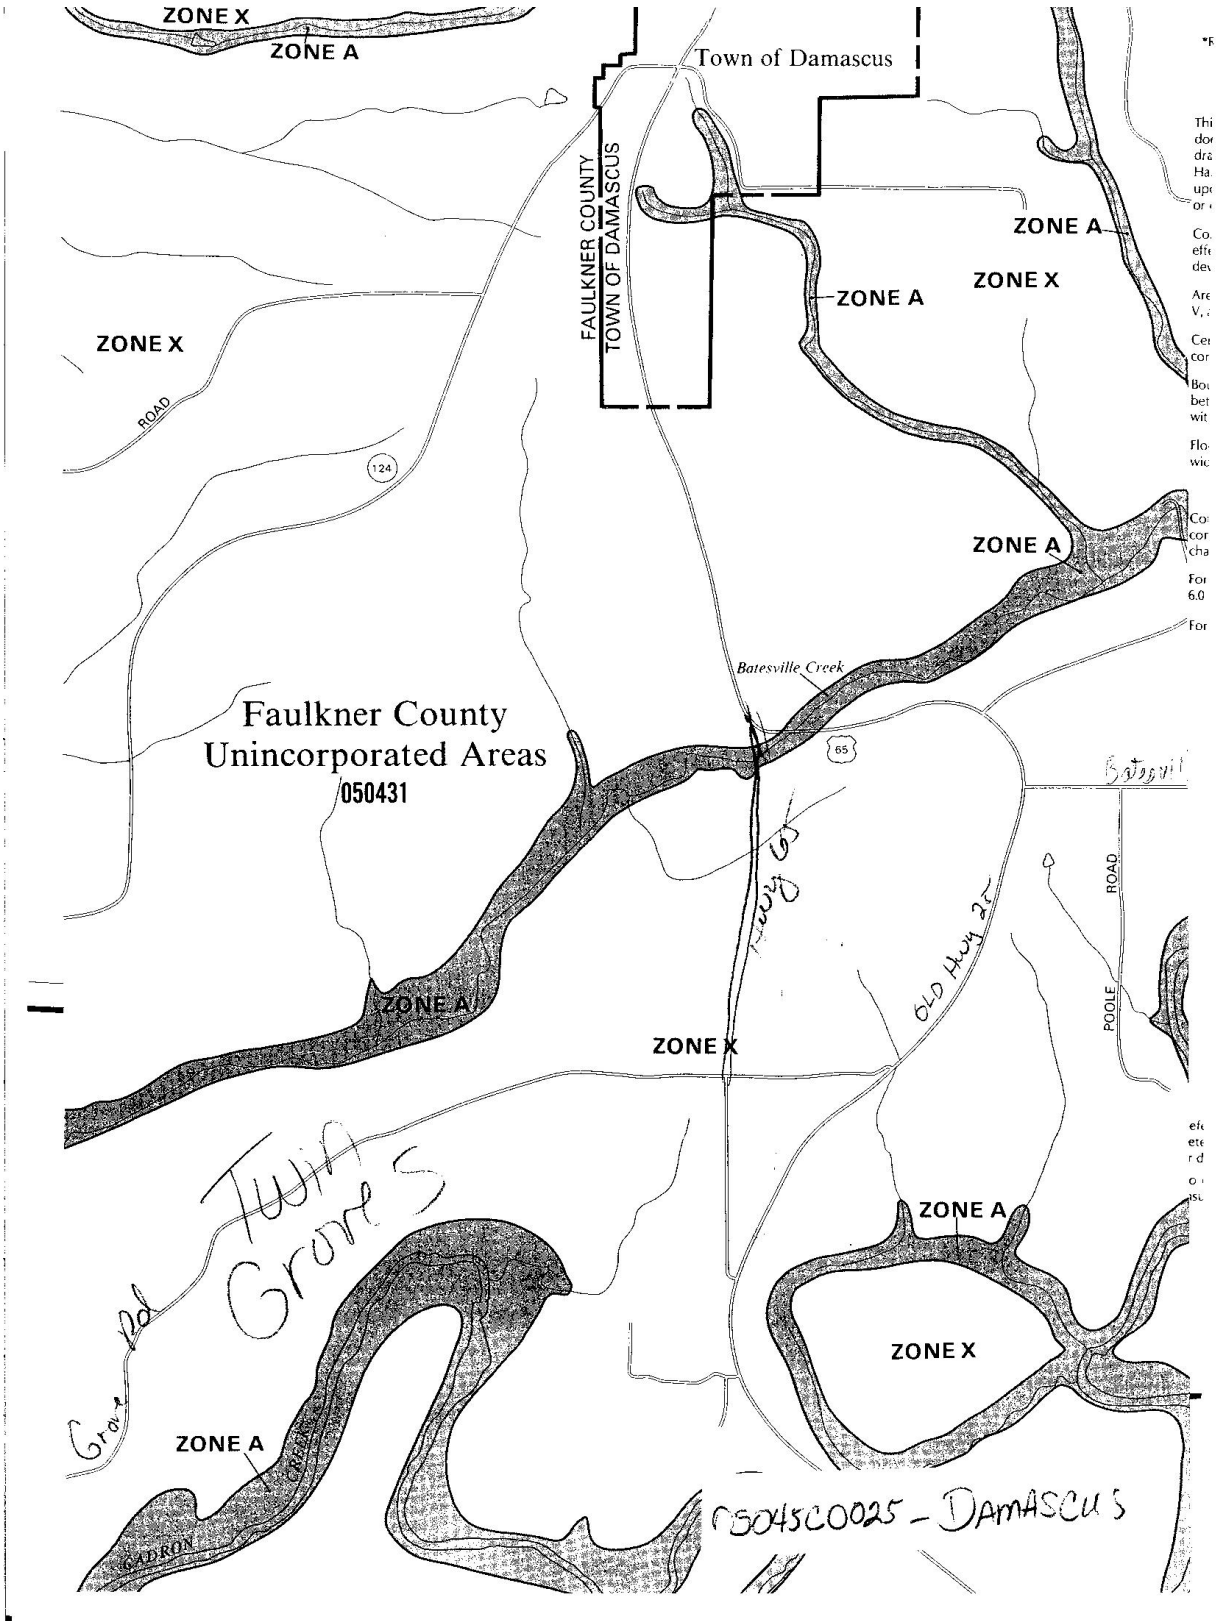 ZONE X
ZONE A
Town of Damascus
FAULKNER COUNTY
TOWN OF DAMASCUS
ZONE A
ZONE X
ZONE A
ZONE X
ROAD
124
ZONE A
Batesville Creek
Faulkner County
Unincorporated Areas
050431
65
Hwy 65
OLD Hwy 25
ROAD
POOLE
ZONE A
ZONE X
Twin
Groves
ZONE A
ZONE X
Grove Rd
ZONE A
CREEK
CADRON
S045C0025 - DAMASCUS